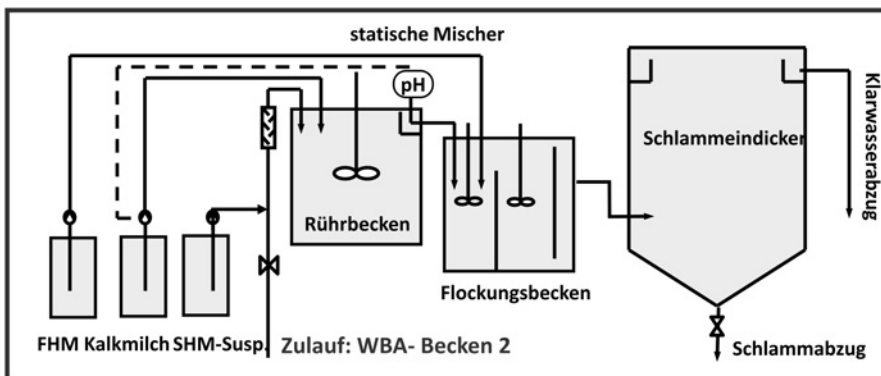 statische Mischer
pH
Rührbecken
Schlammeindicker
Klarwasserabzug
Flockungsbecken
FHM Kalkmilch SHM-Susp. Zulauf: WBA- Becken 2
Schlammabzug